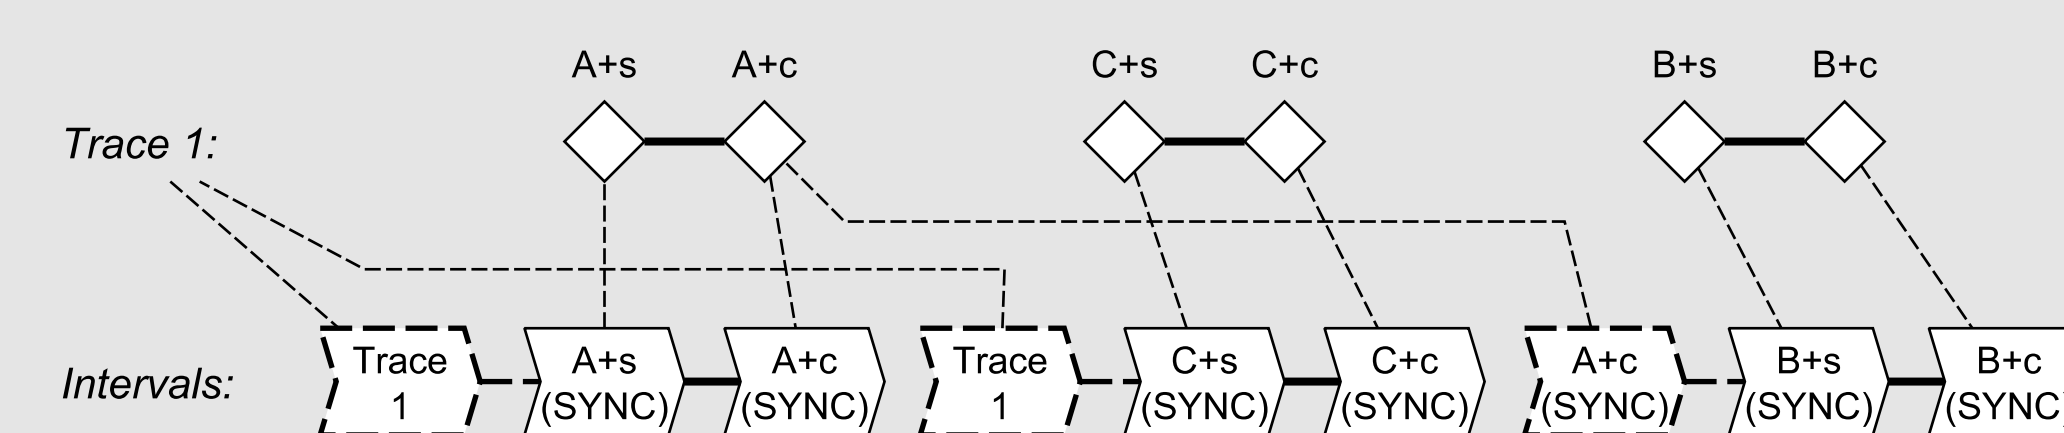 A+s A+c C+s C+c B+s B+c
Trace 1:
Intervals: Trace 1 A+s (SYNC) A+c (SYNC) Trace 1 C+s (SYNC) C+c (SYNC) A+c (SYNC) B+s (SYNC) B+c (SYNC